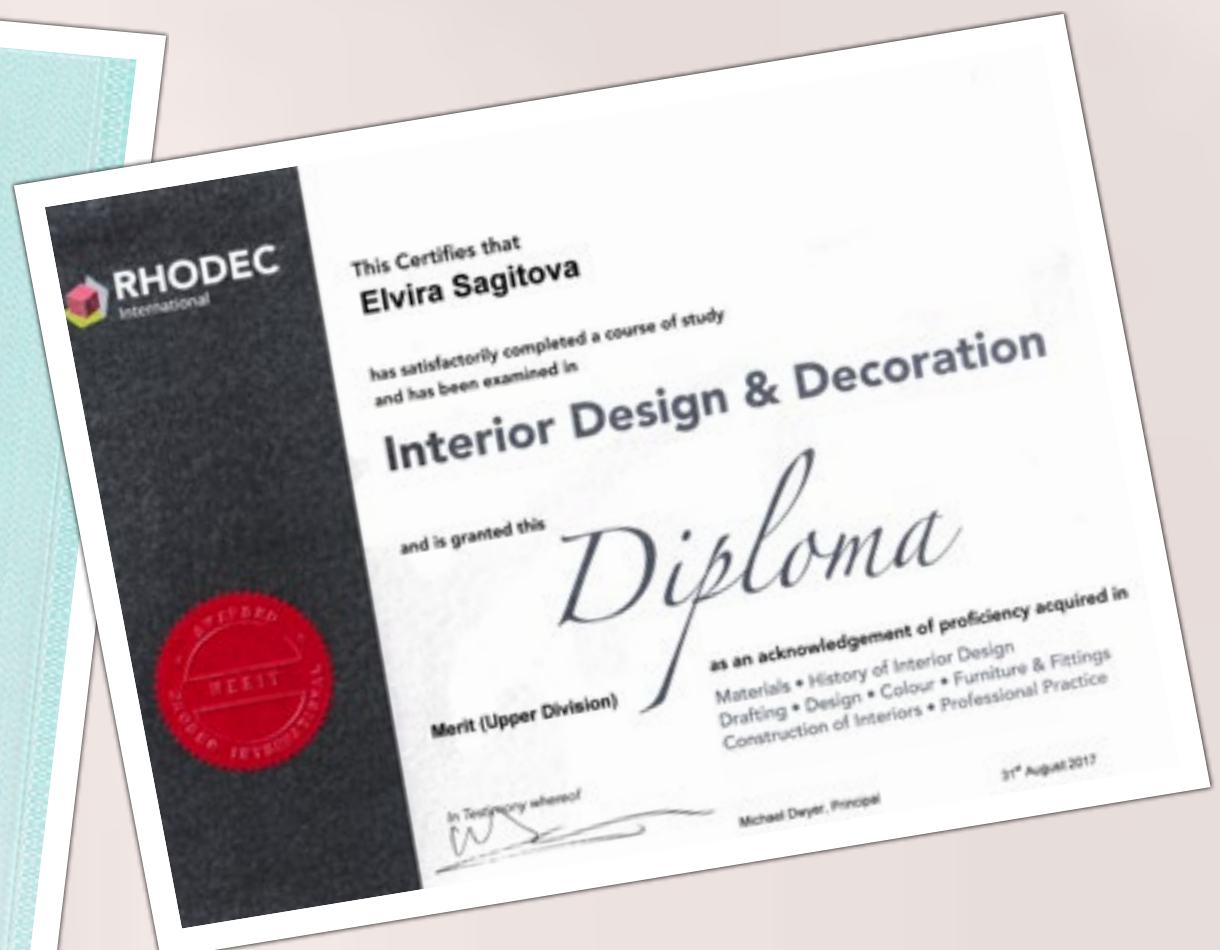 RHODEC
International
This Certifies that
Elvira Sagitova
has satisfactorily completed a course of study
and has been examined in
Interior Design & Decoration
and is granted this
Diploma
as an acknowledgement of proficiency acquired in
Materials • History of Interior Design
Drafting • Design • Colour • Furniture & Fittings
Construction of Interiors • Professional Practice
Merit (Upper Division)
MERIT
In Testimony whereof
Michael Dwyer, Principal
31st August 2017